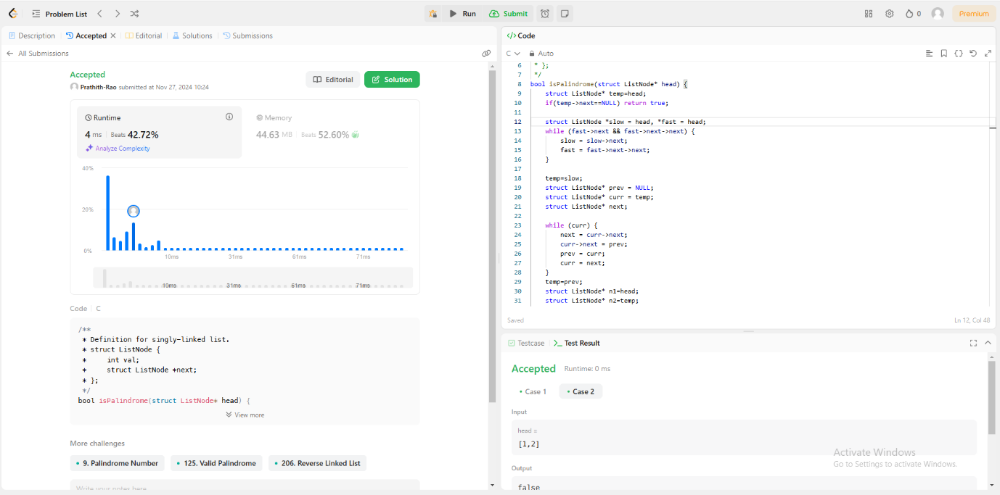 Problem List
Run
Submit
0
Premium
Description
Accepted
Editorial
Solutions
Submissions
All Submissions
Accepted
Prathith-Rao submitted at Nov 27, 2024 10:24
Editorial
Solution
Runtime
4 ms | Beats 42.72%
Analyze Complexity
Memory
44.63 MB | Beats 52.60%
40%
20%
0%
10ms 31ms 61ms 71ms
10ms 31ms 61ms 71ms
Code | C
/**
 * Definition for singly-linked list.
 * struct ListNode {
 *     int val;
 *     struct ListNode *next;
 * };
 */
bool isPalindrome(struct ListNode* head) {
View more
More challenges
9. Palindrome Number
125. Valid Palindrome
206. Reverse Linked List
Write your notes here
</> Code
C
Auto
6 * };
7 */
8 bool isPalindrome(struct ListNode* head) {
9     struct ListNode* temp=head;
10     if(temp->next==NULL) return true;
11
12     struct ListNode *slow = head, *fast = head;
13     while (fast->next && fast->next->next) {
14         slow = slow->next;
15         fast = fast->next->next;
16     }
17
18     temp=slow;
19     struct ListNode* prev = NULL;
20     struct ListNode* curr = temp;
21     struct ListNode* next;
22
23     while (curr) {
24         next = curr->next;
25         curr->next = prev;
26         prev = curr;
27         curr = next;
28     }
29     temp=prev;
30     struct ListNode* n1=head;
31     struct ListNode* n2=temp;
Saved
Ln 12, Col 48
Testcase
>_ Test Result
Accepted
Runtime: 0 ms
• Case 1
• Case 2
Input
head =
[1,2]
Output
false
Activate Windows
Go to Settings to activate Windows.